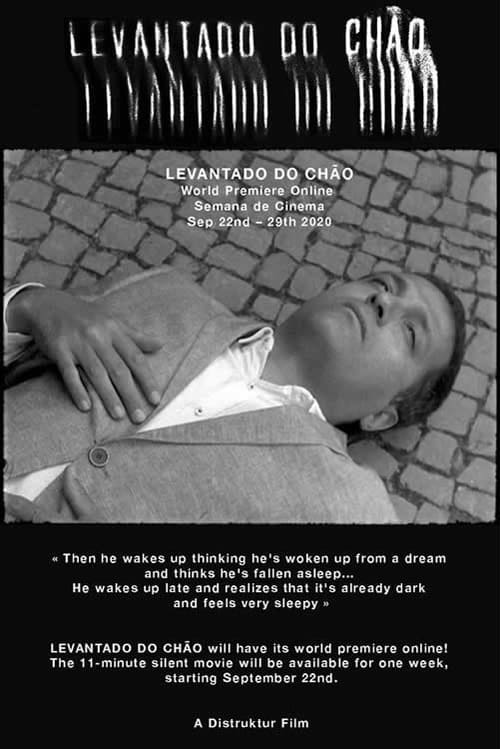 LEVANTADO DO CHÃO
LEVANTADO DO CHÃO
World Premiere Online
Semana de Cinema
Sep 22nd – 29th 2020
« Then he wakes up thinking he's woken up from a dream
and thinks he's fallen asleep...
He wakes up late and realizes that it's already dark
and feels very sleepy »
LEVANTADO DO CHÃO will have its world premiere online!
The 11-minute silent movie will be available for one week,
starting September 22nd.
A Distruktur Film